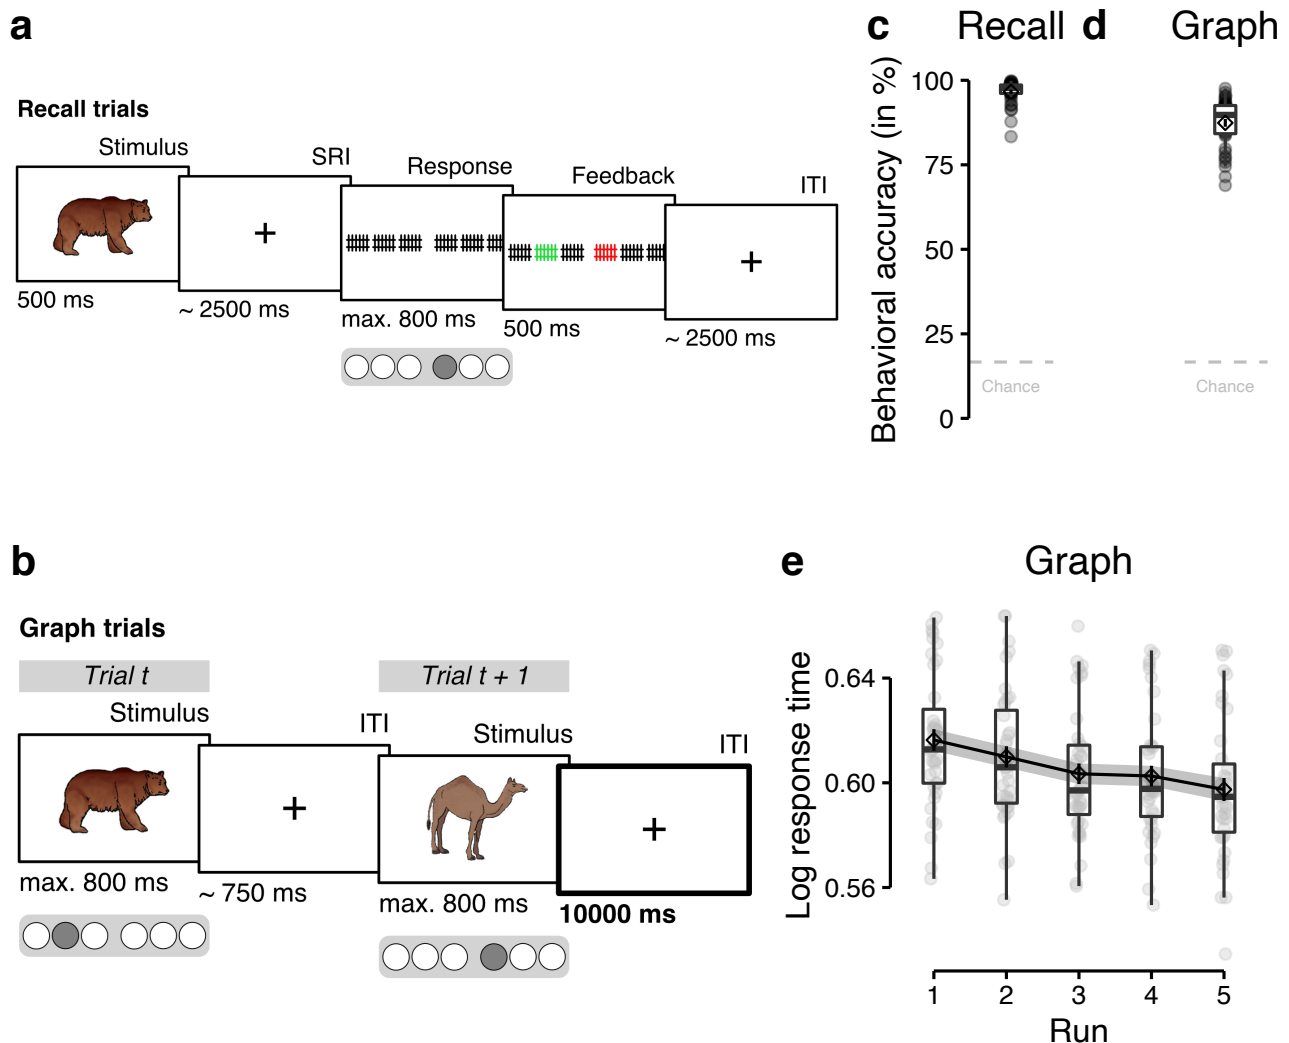 a
Recall trials
Stimulus
SRI
Response
Feedback
ITI
500 ms
~ 2500 ms
max. 800 ms
500 ms
~ 2500 ms
c
Recall
d
Graph
Behavioral accuracy (in %)
100
75
50
25
0
Chance
Chance
b
Graph trials
Trial t
Trial t + 1
Stimulus
ITI
Stimulus
ITI
max. 800 ms
~ 750 ms
max. 800 ms
10000 ms
e
Graph
Log response time
0.64
0.60
0.56
1 2 3 4 5
Run